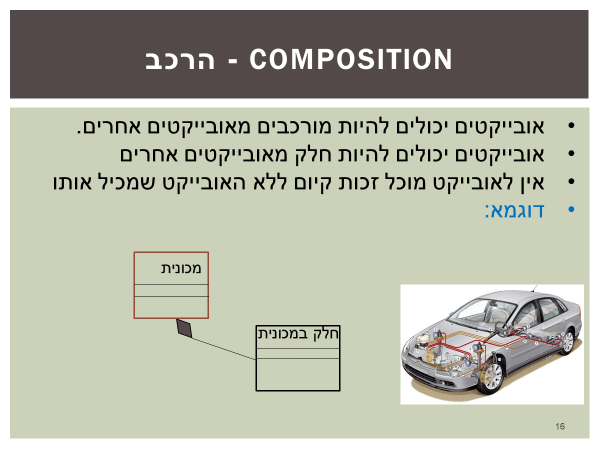 COMPOSITION - הרכב
• אובייקטים יכולים להיות מורכבים מאובייקטים אחרים.
• אובייקטים יכולים להיות חלק מאובייקטים אחרים
• אין לאובייקט מוכל זכות קיום ללא האובייקט שמכיל אותו
• דוגמא:
מכונית
חלק במכונית
16